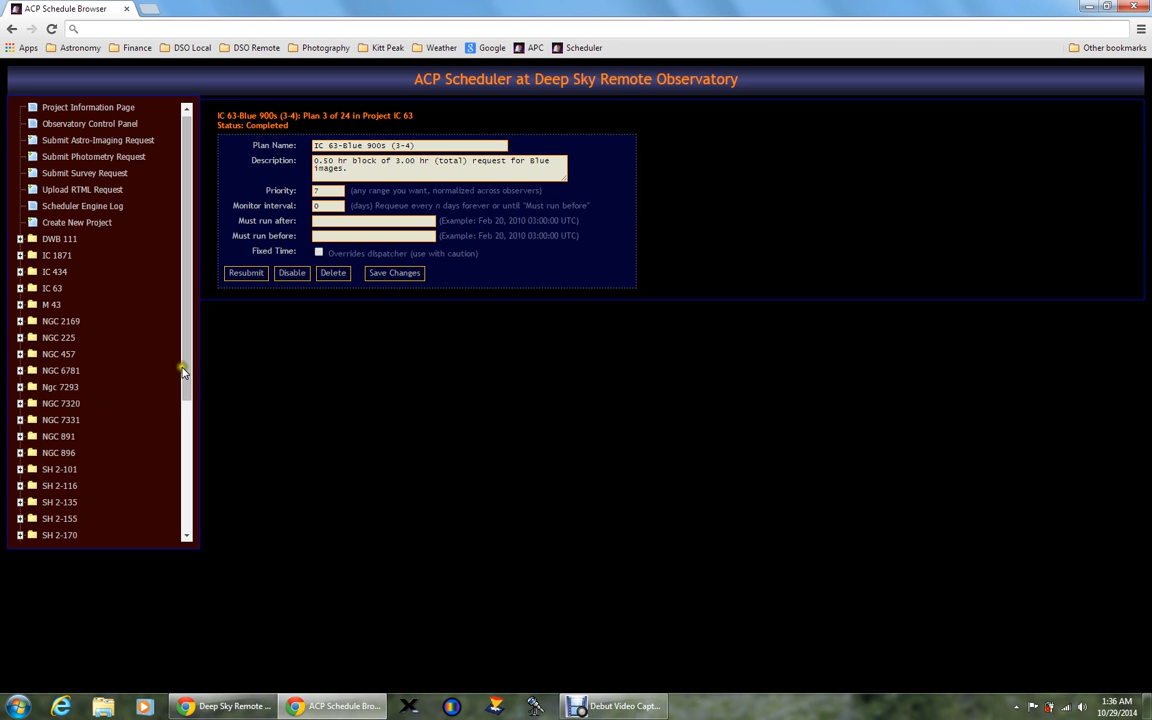 ACP Schedule Browser
Apps Astronomy Finance DSO Local DSO Remote Photography Kitt Peak Weather Google APC Scheduler Other bookmarks
ACP Scheduler at Deep Sky Remote Observatory
Project Information Page
Observatory Control Panel
Submit Astro-Imaging Request
Submit Photometry Request
Submit Survey Request
Upload RTML Request
Scheduler Engine Log
Create New Project
DWB 111
IC 1871
IC 434
IC 63
M 43
NGC 2169
NGC 225
NGC 457
NGC 6781
Ngc 7293
NGC 7320
NGC 7331
NGC 891
NGC 896
SH 2-101
SH 2-116
SH 2-135
SH 2-155
SH 2-170
IC 63-Blue 900s (3-4): Plan 3 of 24 in Project IC 63
Status: Completed
Plan Name: IC 63-Blue 900s (3-4)
Description: 0.50 hr block of 3.00 hr (total) request for Blue
images.
Priority: 7 (any range you want, normalized across observers)
Monitor interval: 0 (days) Requeue every n days forever or until "Must run before"
Must run after: (Example: Feb 20, 2010 03:00:00 UTC)
Must run before: (Example: Feb 20, 2010 03:00:00 UTC)
Fixed Time: Overrides dispatcher (use with caution)
Resubmit Disable Delete Save Changes
Deep Sky Remote ... ACP Schedule Bro... Debut Video Capt...
1:36 AM
10/29/2014